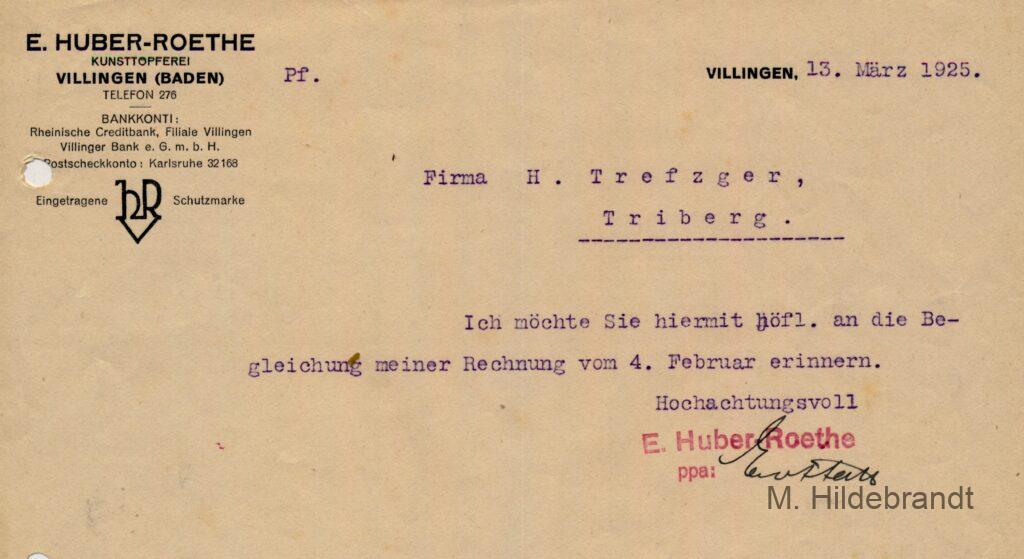 E. HUBER-ROETHE
KUNSTTÖPFEREI
VILLINGEN (BADEN)
TELEFON 276
BANKKONTI:
Rheinische Creditbank, Filiale Villingen
Villinger Bank e. G. m. b. H.
Postscheckkonto: Karlsruhe 32168
Eingetragene hR Schutzmarke
Pf.
VILLINGEN, 13. März 1925.
Firma H. Trefzger,
Triberg.
Ich möchte Sie hiermit höfl. an die Be-
gleichung meiner Rechnung vom 4. Februar erinnern.
Hochachtungsvoll
E. Huber-Roethe
ppa:
M. Hildebrandt